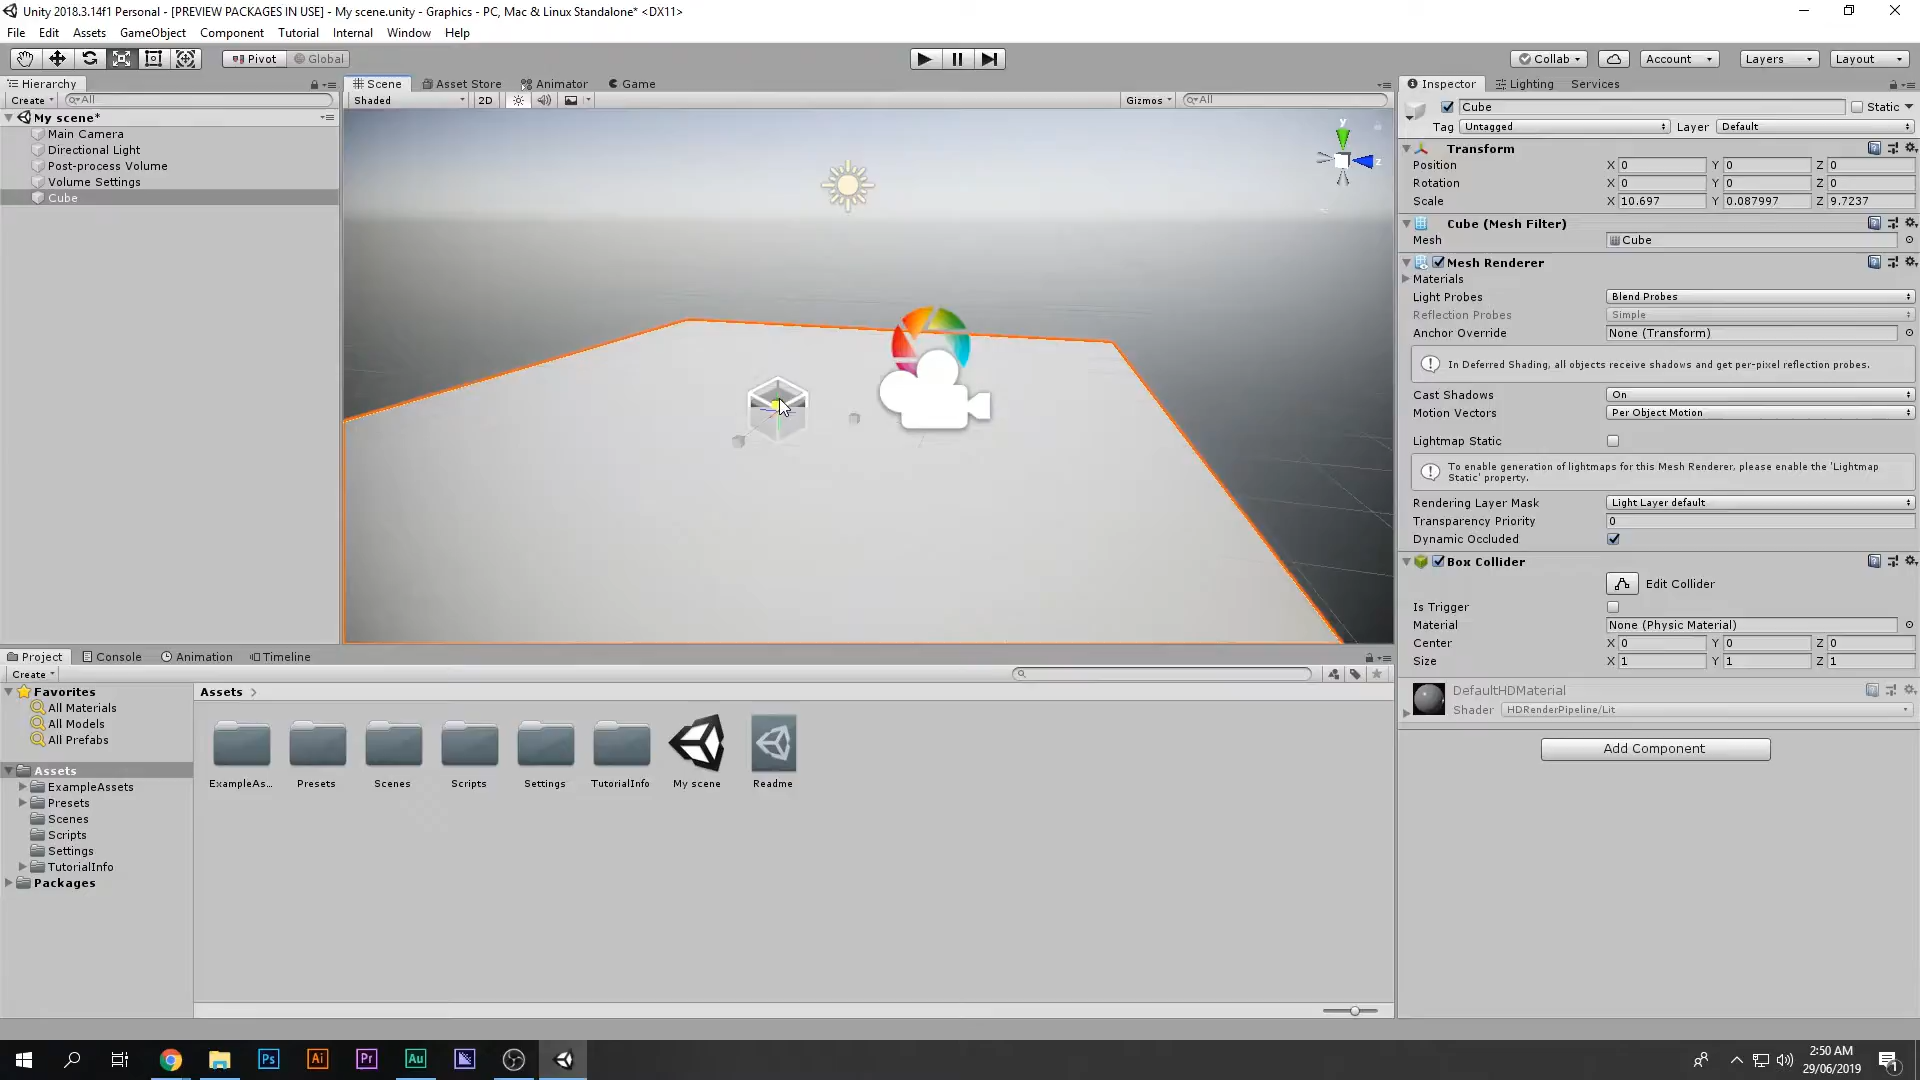 Unity 2018.3.14f1 Personal - [PREVIEW PACKAGES IN USE] - My scene.unity - Graphics - PC, Mac & Linux Standalone* <DX11>
File Edit Assets GameObject Component Tutorial Internal Window Help
Pivot Global Collab Account Layers Layout
Hierarchy
Create All
My scene*
Main Camera
Directional Light
Post-process Volume
Volume Settings
Cube
Scene Asset Store Animator Game
Shaded 2D Gizmos All
y
z
Inspector Lighting Services
Cube Static
Tag Untagged Layer Default
Transform
Position X 0 Y 0 Z 0
Rotation X 0 Y 0 Z 0
Scale X 10.697 Y 0.087997 Z 9.7237
Cube (Mesh Filter)
Mesh Cube
Mesh Renderer
Materials
Light Probes Blend Probes
Reflection Probes Simple
Anchor Override None (Transform)
In Deferred Shading, all objects receive shadows and get per-pixel reflection probes.
Cast Shadows On
Motion Vectors Per Object Motion
Lightmap Static
To enable generation of lightmaps for this Mesh Renderer, please enable the 'Lightmap
Static' property.
Rendering Layer Mask Light Layer default
Transparency Priority 0
Dynamic Occluded
Box Collider
Edit Collider
Is Trigger
Material None (Physic Material)
Center X 0 Y 0 Z 0
Size X 1 Y 1 Z 1
DefaultHDMaterial
Shader HDRenderPipeline/Lit
Add Component
Project Console Animation Timeline
Create
Favorites
All Materials
All Models
All Prefabs
Assets
ExampleAssets
Presets
Scenes
Scripts
Settings
TutorialInfo
Packages
Assets
ExampleAs... Presets Scenes Scripts Settings TutorialInfo My scene Readme
Ps Ai Pr Au
2:50 AM
29/06/2019
1